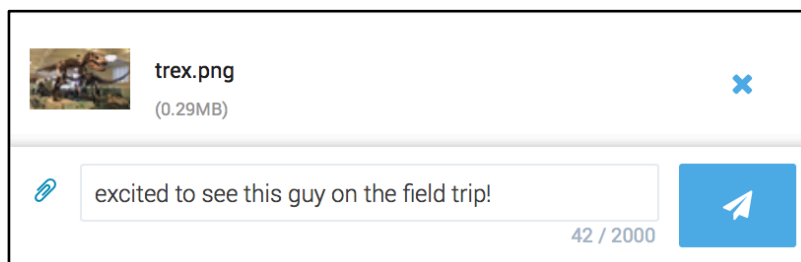 trex.png
(0.29MB)
excited to see this guy on the field trip!
42 / 2000